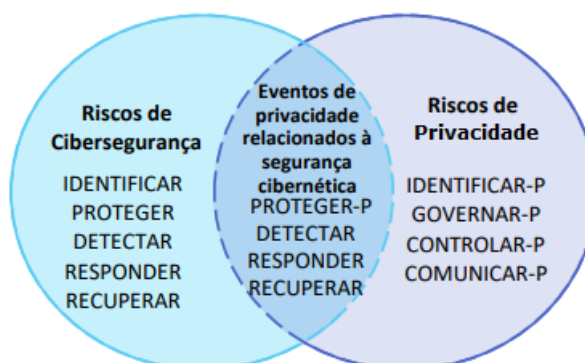 Riscos de
Cibersegurança
IDENTIFICAR
PROTEGER
DETECTAR
RESPONDER
RECUPERAR
Eventos de
privacidade
relacionados à
segurança
cibernética
PROTEGER-P
DETECTAR
RESPONDER
RECUPERAR
Riscos de
Privacidade
IDENTIFICAR-P
GOVERNAR-P
CONTROLAR-P
COMUNICAR-P